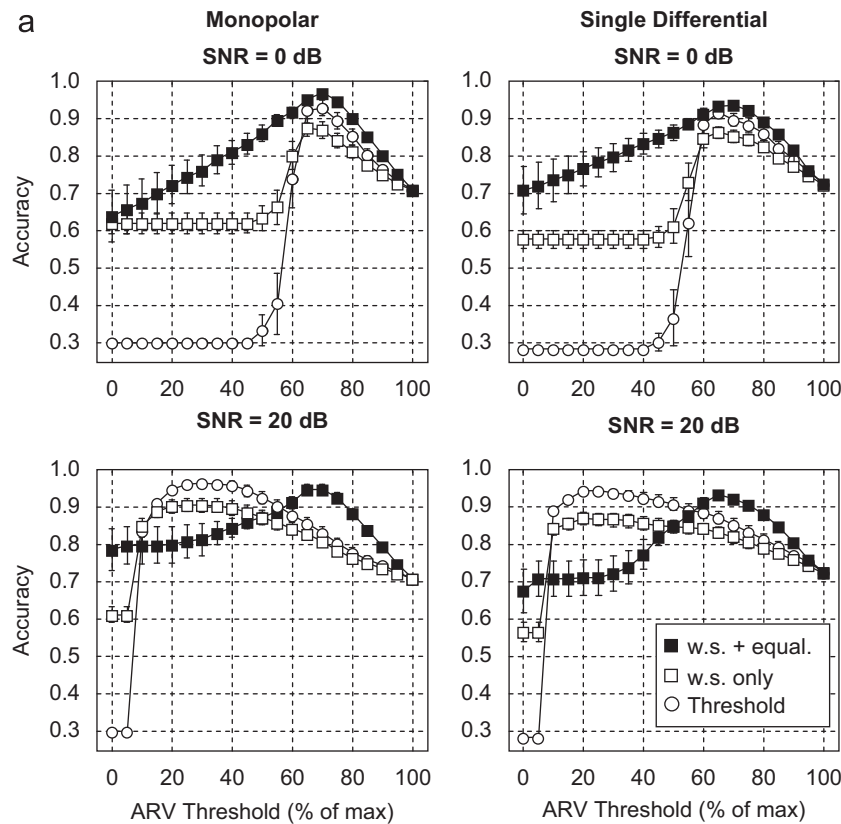 a
Monopolar
Single Differential
SNR = 0 dB
SNR = 0 dB
1.0
0.9
0.8
0.7
0.6
0.5
0.4
0.3
Accuracy
0 20 40 60 80 100
1.0
0.9
0.8
0.7
0.6
0.5
0.4
0.3
Accuracy
0 20 40 60 80 100
SNR = 20 dB
SNR = 20 dB
1.0
0.9
0.8
0.7
0.6
0.5
0.4
0.3
Accuracy
0 20 40 60 80 100
ARV Threshold (% of max)
1.0
0.9
0.8
0.7
0.6
0.5
0.4
0.3
Accuracy
w.s. + equal.
w.s. only
Threshold
0 20 40 60 80 100
ARV Threshold (% of max)